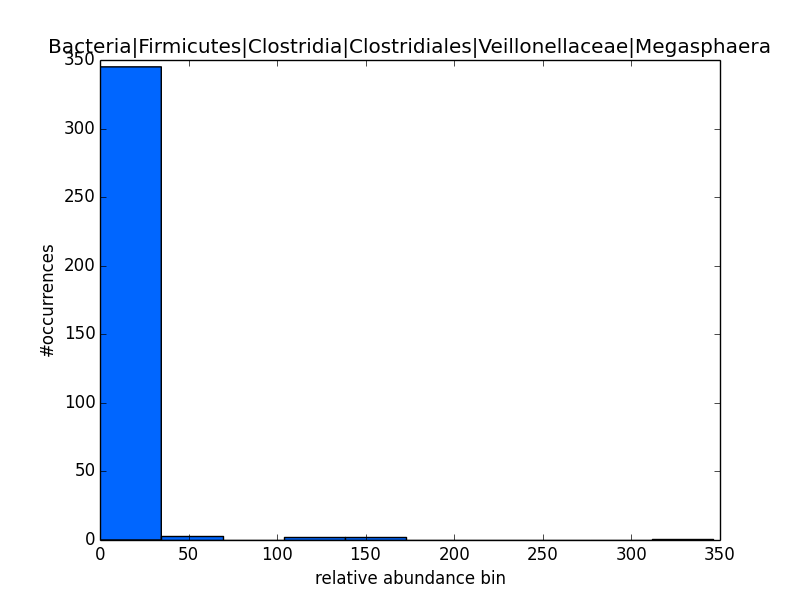 Bacteria|Firmicutes|Clostridia|Clostridiales|Veillonellaceae|Megasphaera
350
300
250
200
150
100
50
0
#occurrences
0 50 100 150 200 250 300 350
relative abundance bin